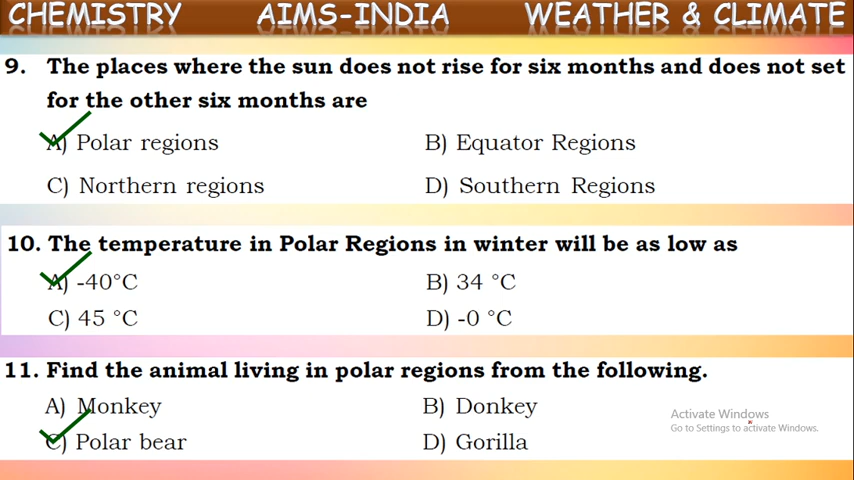 CHEMISTRY AIMS-INDIA WEATHER & CLIMATE
9. The places where the sun does not rise for six months and does not set
for the other six months are
A) Polar regions B) Equator Regions
C) Northern regions D) Southern Regions
10. The temperature in Polar Regions in winter will be as low as
A) -40°C B) 34 °C
C) 45 °C D) -0 °C
11. Find the animal living in polar regions from the following.
A) Monkey B) Donkey
C) Polar bear D) Gorilla
Activate Windows
Go to Settings to activate Windows.